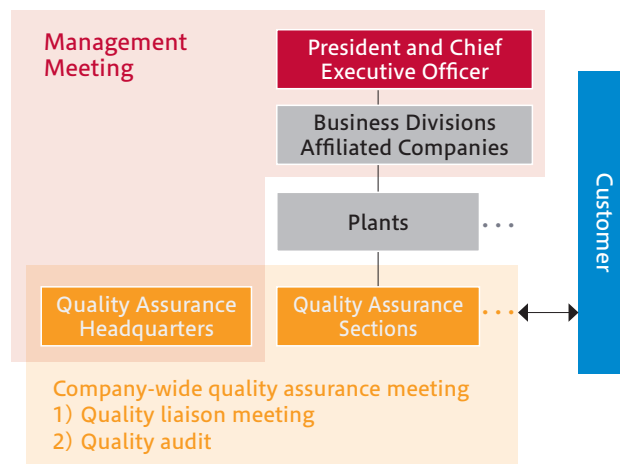 Management
Meeting
President and Chief
Executive Officer
Business Divisions
Affiliated Companies
Plants
...
Customer
Quality Assurance
Headquarters
Quality Assurance
Sections
...
Company-wide quality assurance meeting
1) Quality liaison meeting
2) Quality audit